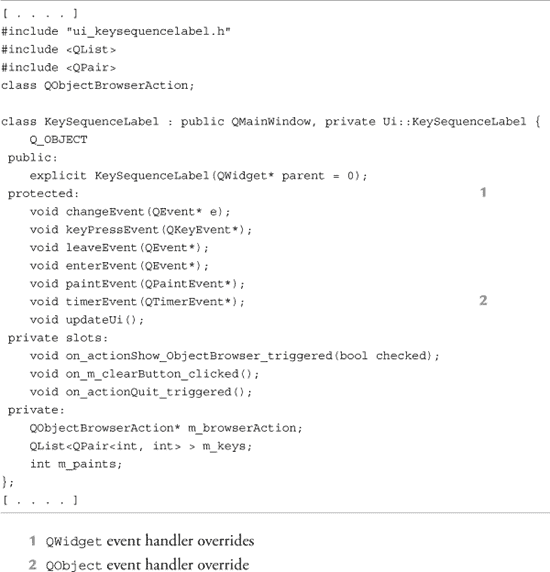 [ . . . . ]
#include "ui_keysequencelabel.h"
#include <QList>
#include <QPair>
class QObjectBrowserAction;

class KeySequenceLabel : public QMainWindow, private Ui::KeySequenceLabel {
    Q_OBJECT
 public:
    explicit KeySequenceLabel(QWidget* parent = 0);
 protected: 1
    void changeEvent(QEvent* e);
    void keyPressEvent(QKeyEvent*);
    void leaveEvent(QEvent*);
    void enterEvent(QEvent*);
    void paintEvent(QPaintEvent*);
    void timerEvent(QTimerEvent*); 2
    void updateUi();
 private slots:
    void on_actionShow_ObjectBrowser_triggered(bool checked);
    void on_m_clearButton_clicked();
    void on_actionQuit_triggered();
 private:
    QObjectBrowserAction* m_browserAction;
    QList<QPair<int, int> > m_keys;
    int m_paints;
};
[ . . . . ]
1 QWidget event handler overrides
2 QObject event handler override